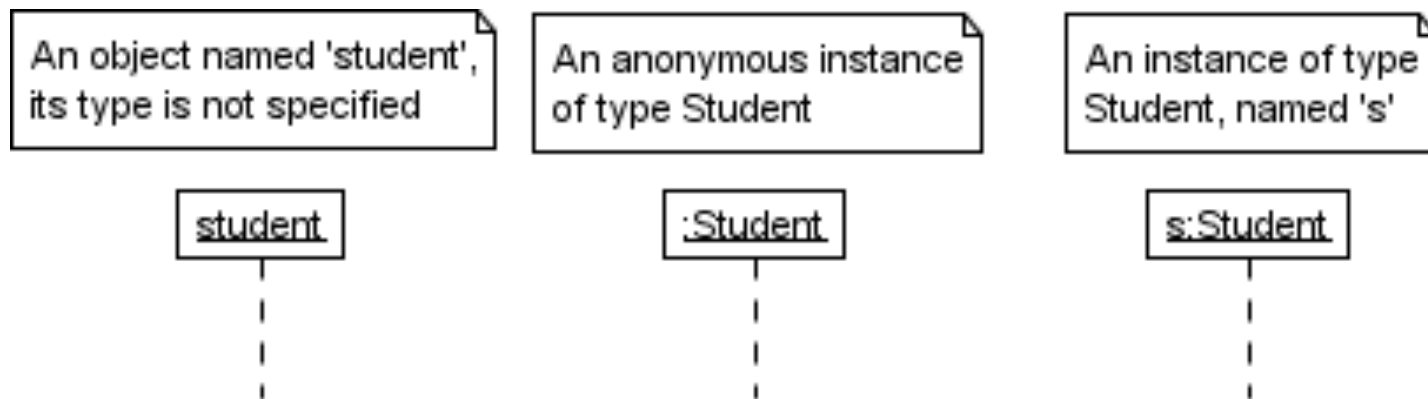 An object named 'student',
its type is not specified
An anonymous instance
of type Student
An instance of type
Student, named 's'
student
:Student
s:Student